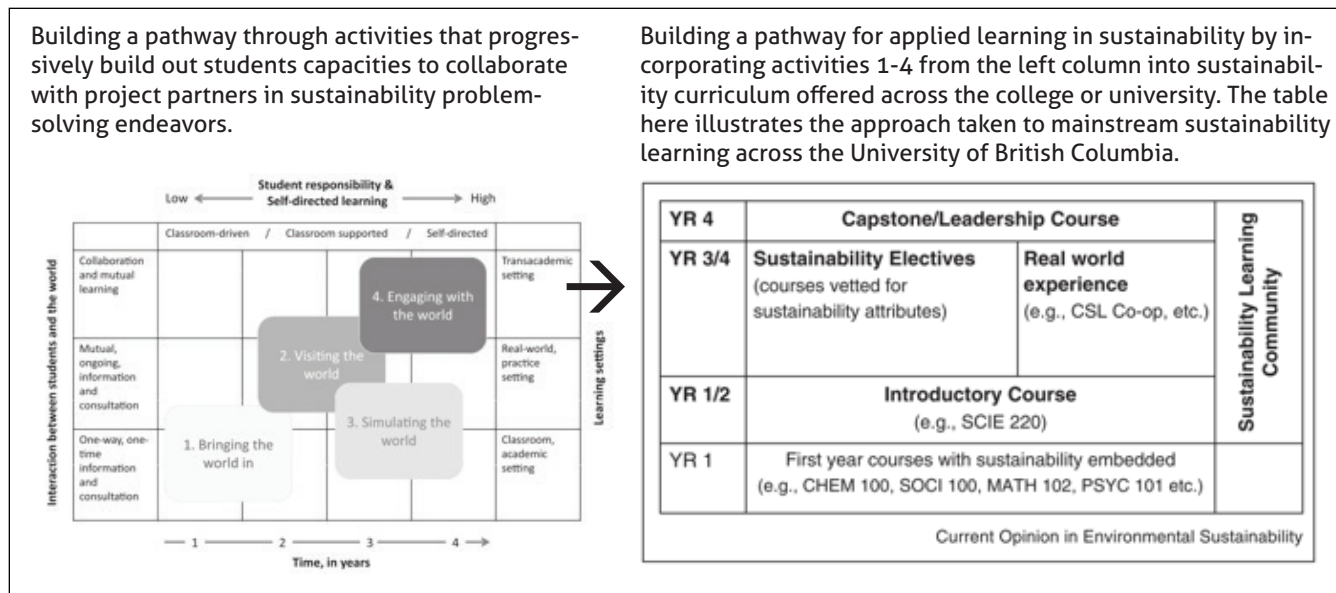 Building a pathway through activities that progres-
sively build out students capacities to collaborate
with project partners in sustainability problem-
solving endeavors.
Student responsibility &
Low Self-directed learning High
Classroom-driven / Classroom supported / Self-directed
Interaction between students and the world
Collaboration
and mutual
learning
Mutual,
ongoing,
information
and
consultation
One-way, one-
time
information
and
consultation
4. Engaging with
the world
2. Visiting the
world
3. Simulating the
world
1. Bringing the
world in
Transacademic
setting
Real-world,
practice
setting
Classroom,
academic
setting
Learning settings
1 2 3 4
Time, in years
Building a pathway for applied learning in sustainability by in-
corporating activities 1-4 from the left column into sustainabil-
ity curriculum offered across the college or university. The table
here illustrates the approach taken to mainstream sustainability
learning across the University of British Columbia.
YR 4 Capstone/Leadership Course
YR 3/4 Sustainability Electives
(courses vetted for
sustainability attributes)
Real world
experience
(e.g., CSL Co-op, etc.)
YR 1/2 Introductory Course
(e.g., SCIE 220)
YR 1 First year courses with sustainability embedded
(e.g., CHEM 100, SOCI 100, MATH 102, PSYC 101 etc.)
Sustainability Learning
Community
Current Opinion in Environmental Sustainability